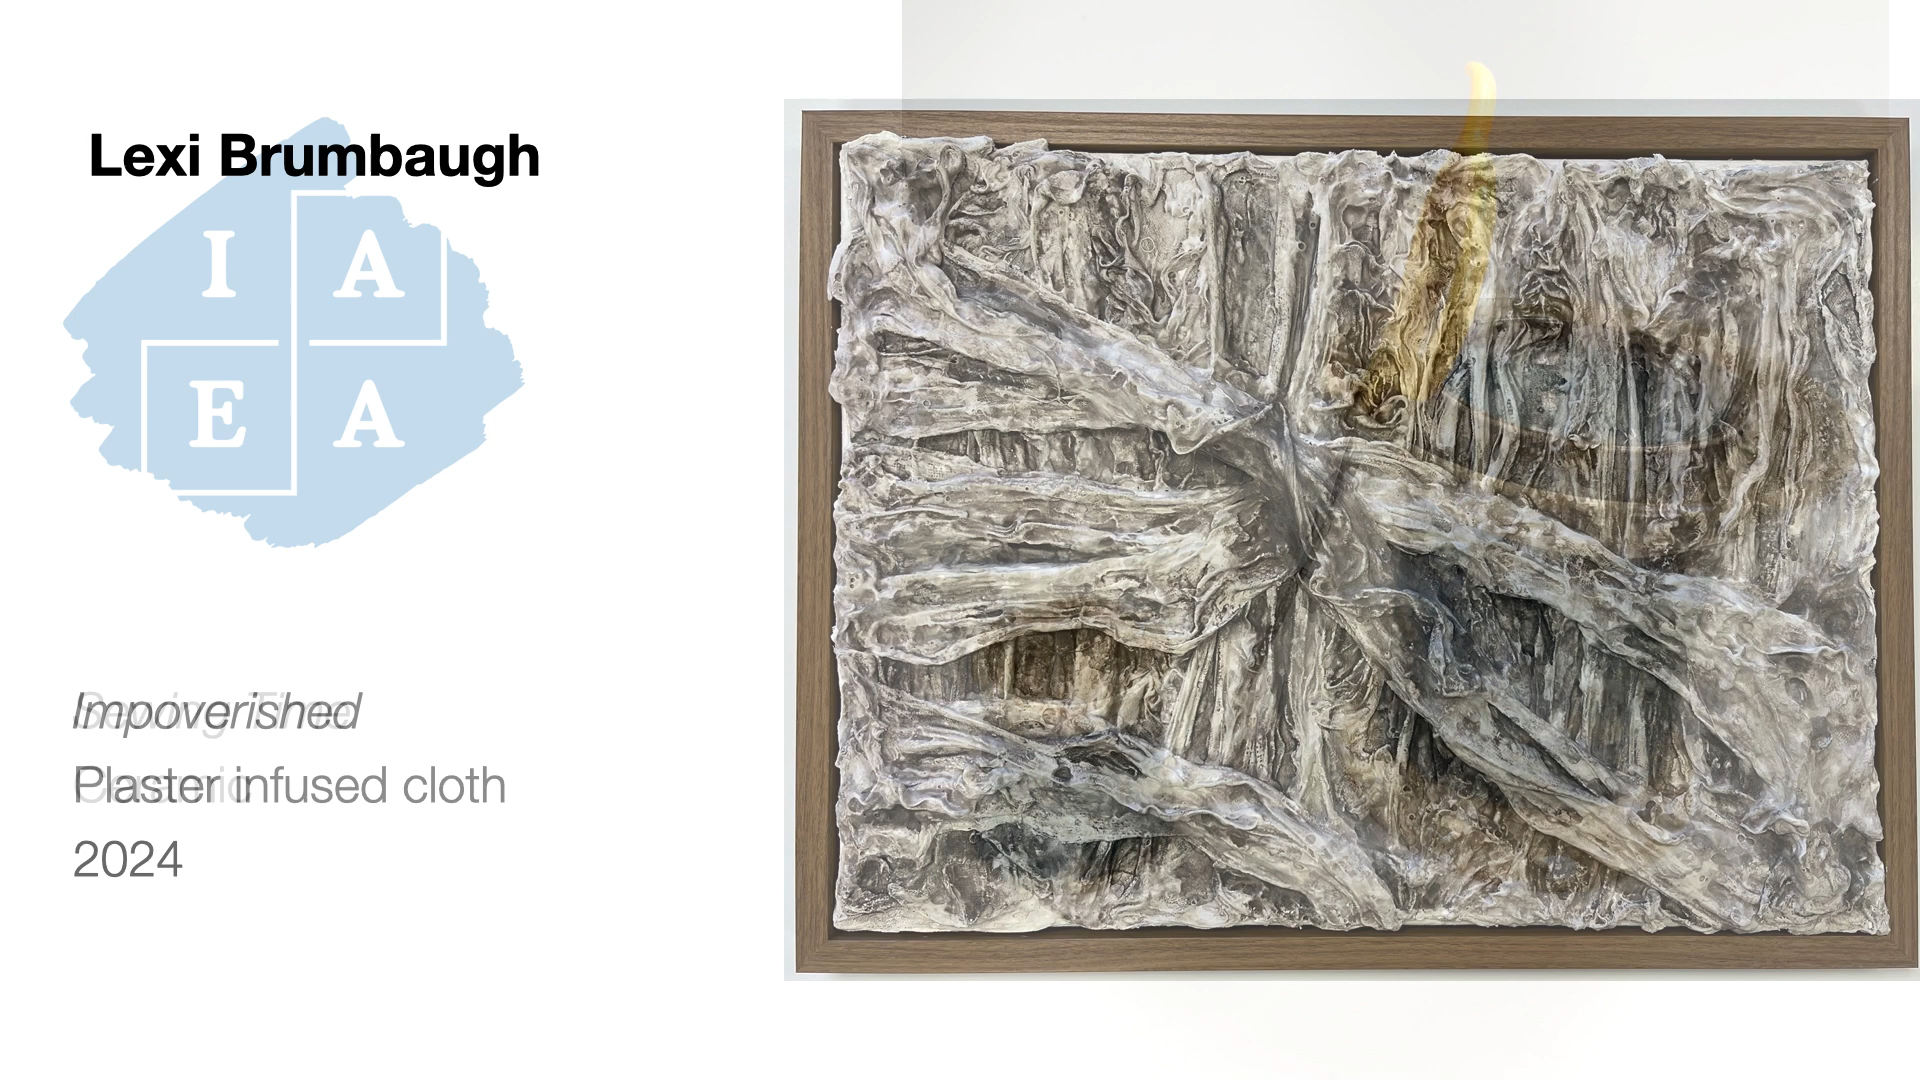 Lexi Brumbaugh
I A
E A
Impoverished
Plaster infused cloth
2024